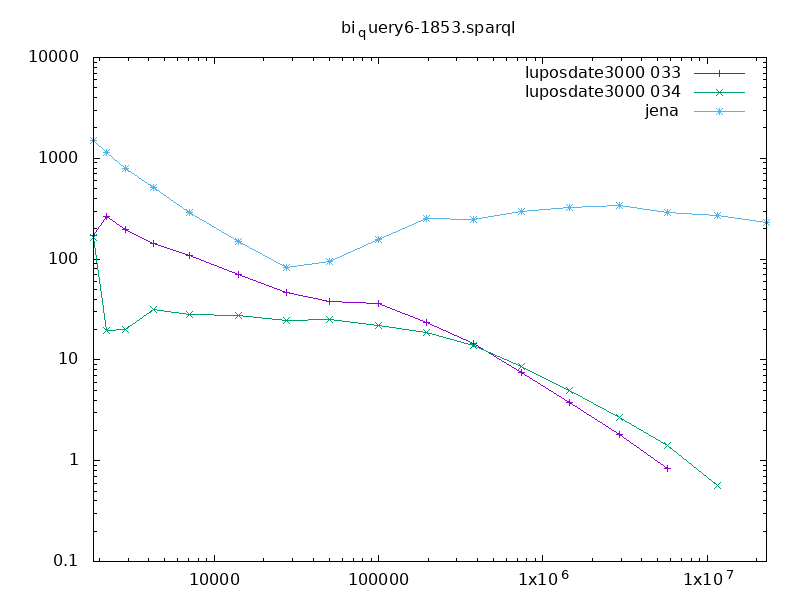 bi_query6-1853.sparql
10000
luposdate3000 033
luposdate3000 034
jena
1000
100
10
1
0.1
10000 100000 1x10^6 1x10^7